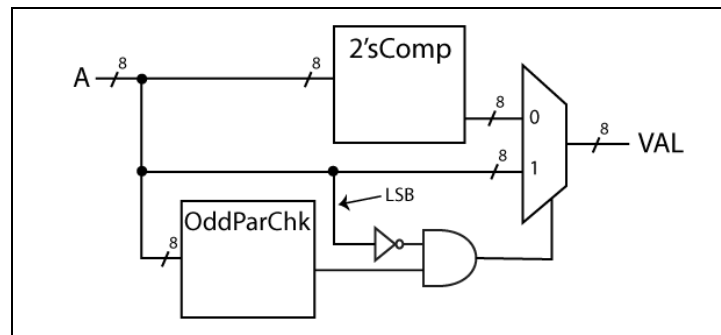 2'sComp
A 8 8
8 0
8 VAL
8 1
LSB
OddParChk
8